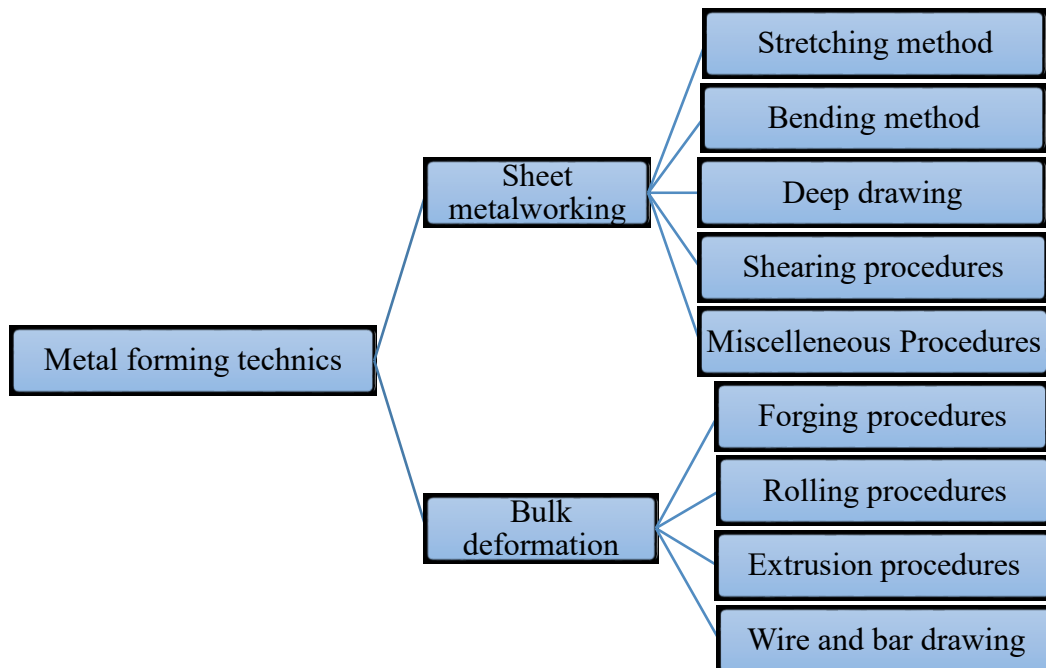 Metal forming technics
Sheet
metalworking
Stretching method
Bending method
Deep drawing
Shearing procedures
Miscelleneous Procedures
Bulk
deformation
Forging procedures
Rolling procedures
Extrusion procedures
Wire and bar drawing